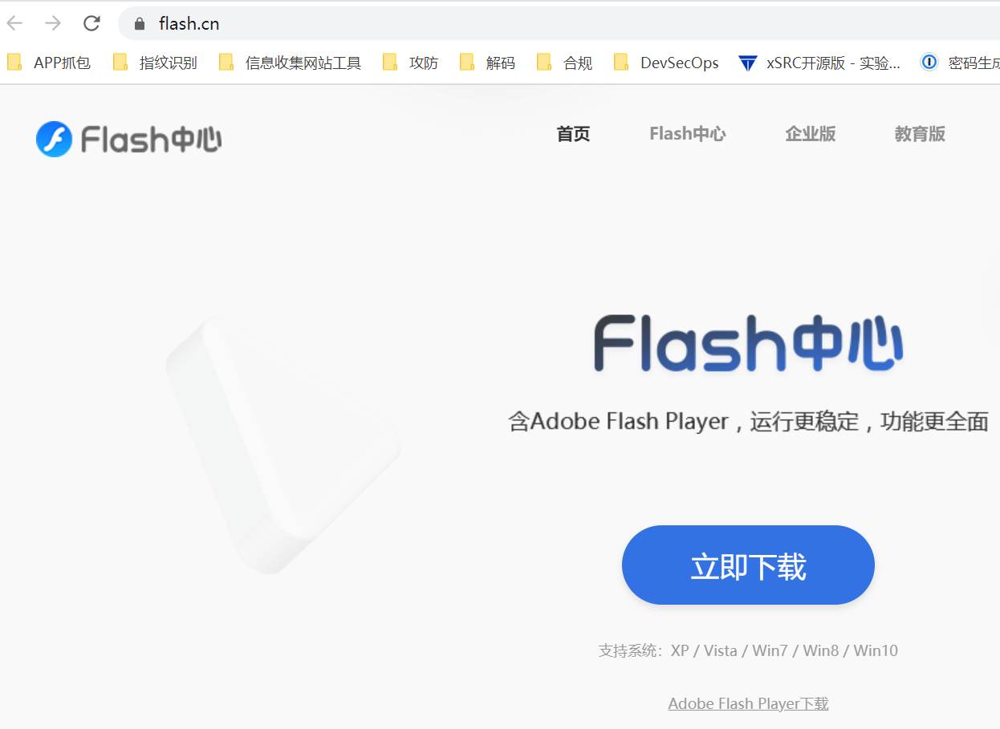 flash.cn
APP抓包 指纹识别 信息收集网站工具 攻防 解码 合规 DevSecOps xSRC开源版 - 实验... 密码生成
Flash中心 首页 Flash中心 企业版 教育版
Flash中心
含Adobe Flash Player，运行更稳定，功能更全面
立即下载
支持系统：XP / Vista / Win7 / Win8 / Win10
Adobe Flash Player下载